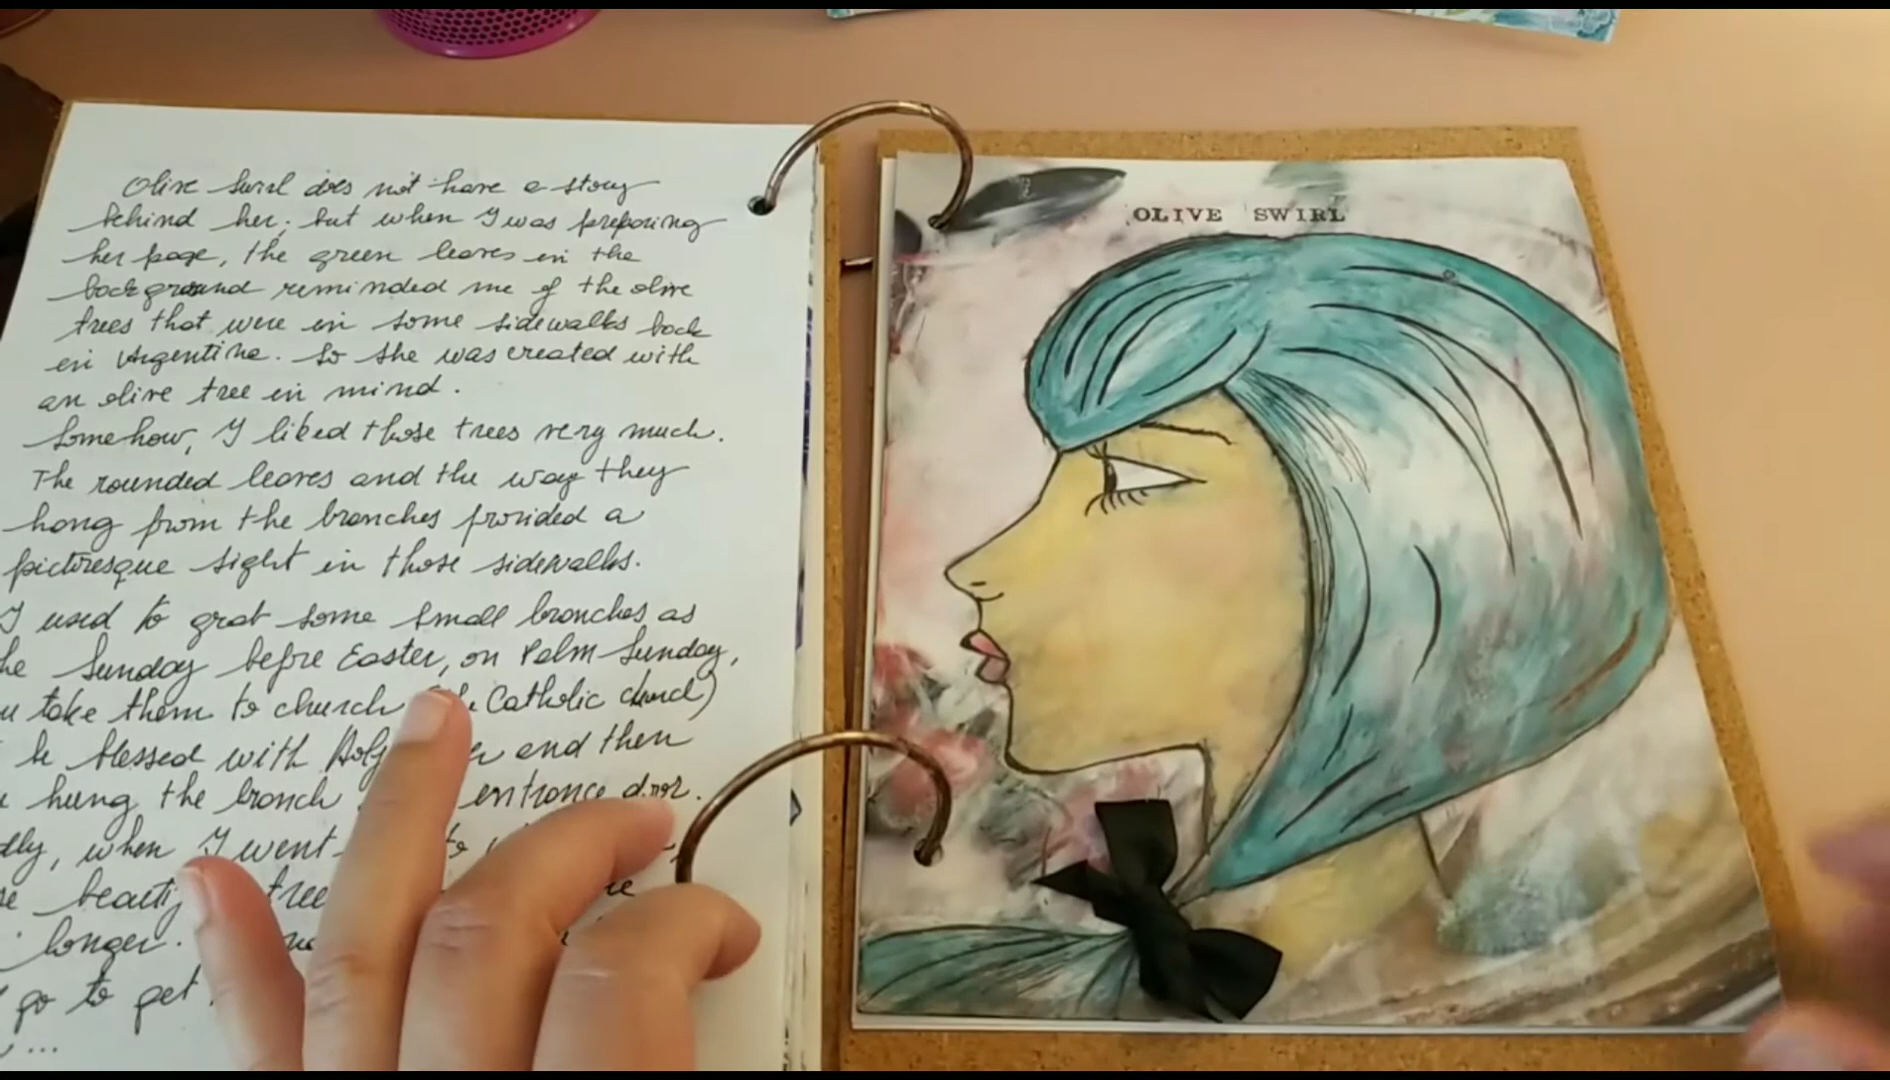 Olive Swirl does not have a story
behind her; but when I was preparing
her page, the green leaves in the
background reminded me of the olive
trees that were in some sidewalks back
in Argentina. So she was created with
an olive tree in mind.
Somehow, I liked those trees very much.
The rounded leaves and the way they
hang from the branches provided a
picturesque sight in those sidewalks.
I used to grab some small branches as
Sunday before Easter, on Palm Sunday,
take them to church Catholic church)
be blessed with Holy and then
hung the branch entrance door.
when I went to
beauty tree
longer.
go to get
...
OLIVE SWIRL